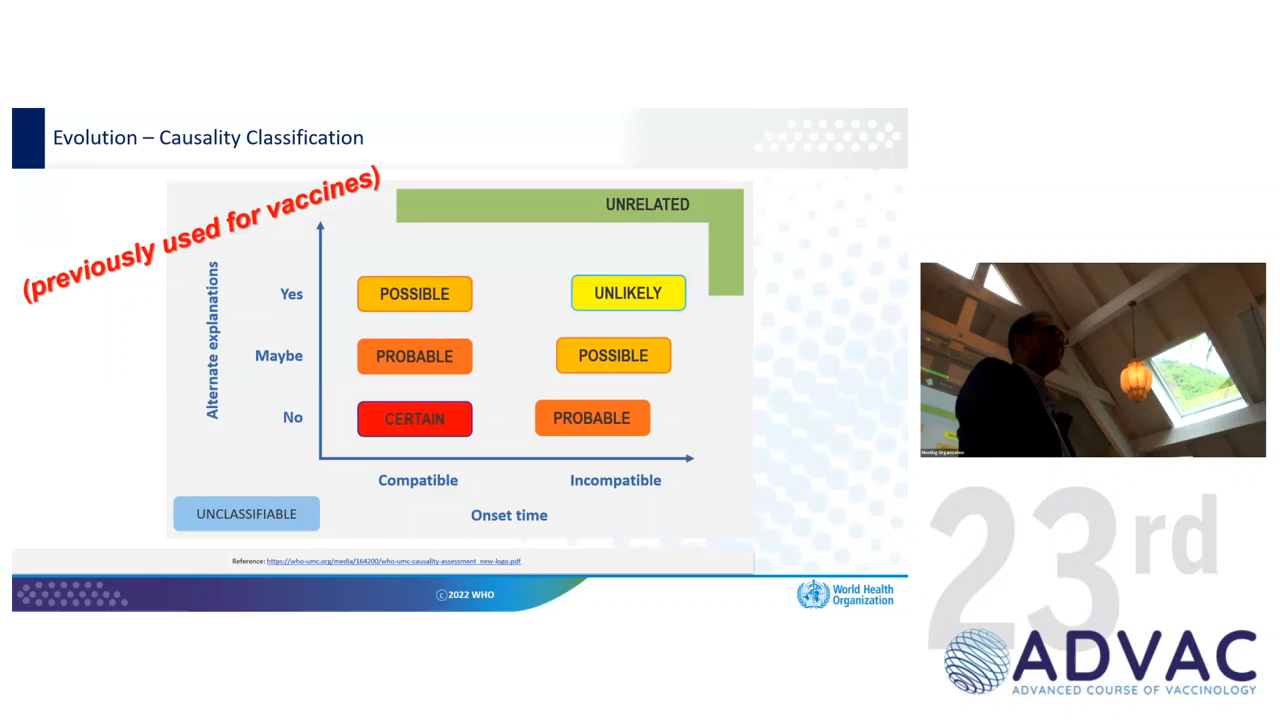 Evolution – Causality Classification
(previously used for vaccines)
UNRELATED
Alternate explanations
Yes
POSSIBLE
UNLIKELY
Maybe
PROBABLE
POSSIBLE
No
CERTAIN
PROBABLE
Compatible
Incompatible
UNCLASSIFIABLE
Onset time
Reference: https://who-umc.org/media/164200/who-umc-causality-assessment_new-logo.pdf
©2022 WHO
World Health
Organization
Meeting Organization
23rd
ADVAC
ADVANCED COURSE OF VACCINOLOGY